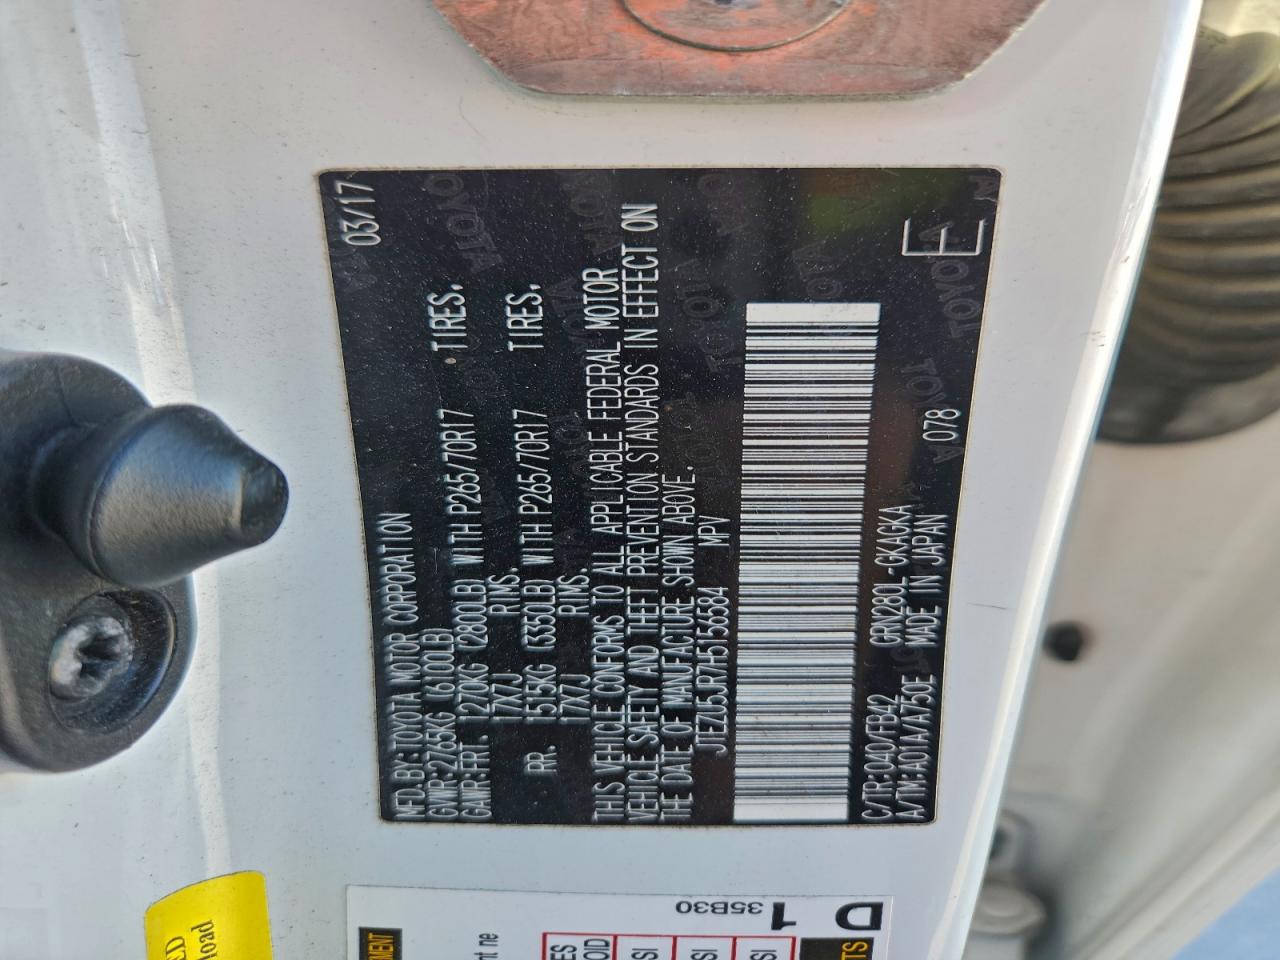 03/17
MFD. BY:TOYOTA MOTOR CORPORATION
GVWR:2765KG (6100LB)
GAWR:FRT. 1270KG (2800LB) WITH P265/70R17 TIRES.
17X7J RIMS.
RR. 1515KG (3350LB) WITH P265/70R17 TIRES.
17X7J RIMS.
THIS VEHICLE CONFORMS TO ALL APPLICABLE FEDERAL MOTOR
VEHICLE SAFETY AND THEFT PREVENTION STANDARDS IN EFFECT ON
THE DATE OF MANUFACTURE SHOWN ABOVE.
JTEZU5JR7H5156584 MPV
C/TR:040/FB42 GRN280L-GKAGKA 078
A/TM:A01A/A750E MADE IN JAPAN
E
D 1
35B30